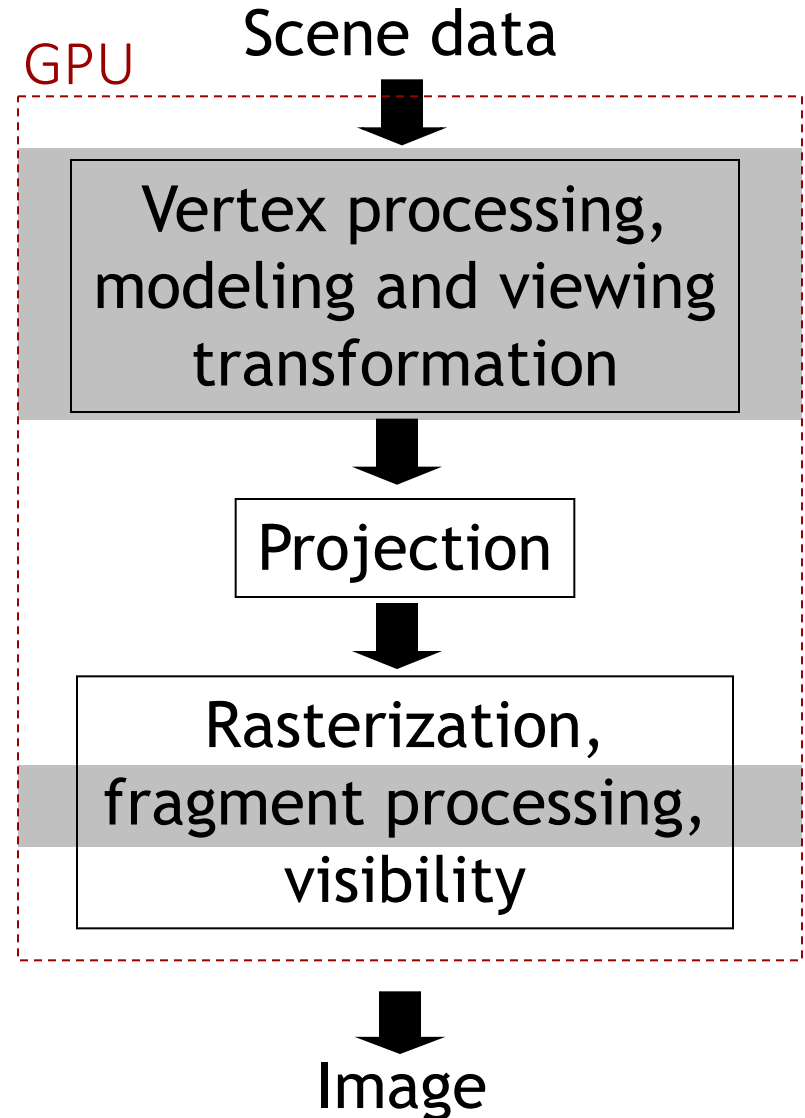 Scene data
GPU
Vertex processing,
modeling and viewing
transformation
Projection
Rasterization,
fragment processing,
visibility
Image